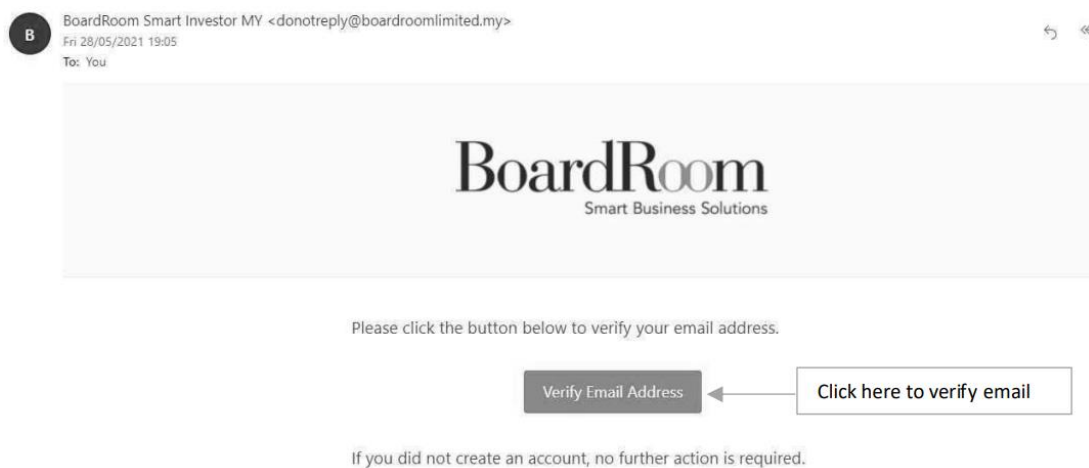 B
BoardRoom Smart Investor MY <donotreply@boardroomlimited.my>
Fri 28/05/2021 19:05
To: You
BoardRoom
Smart Business Solutions
Please click the button below to verify your email address.
Verify Email Address
Click here to verify email
If you did not create an account, no further action is required.